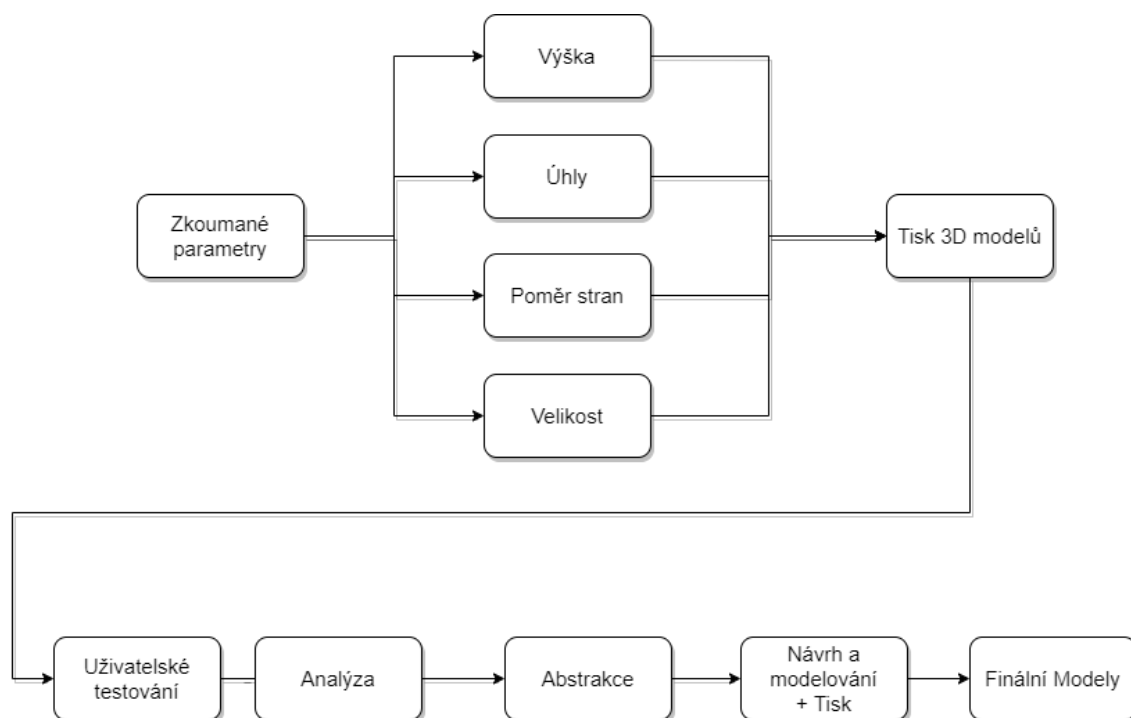 Výška
Úhly
Zkoumané
parametry
Tisk 3D modelů
Poměr stran
Velikost
Uživatelské
testování
Analýza
Abstrakce
Návrh a
modelování
+ Tisk
Finální Modely